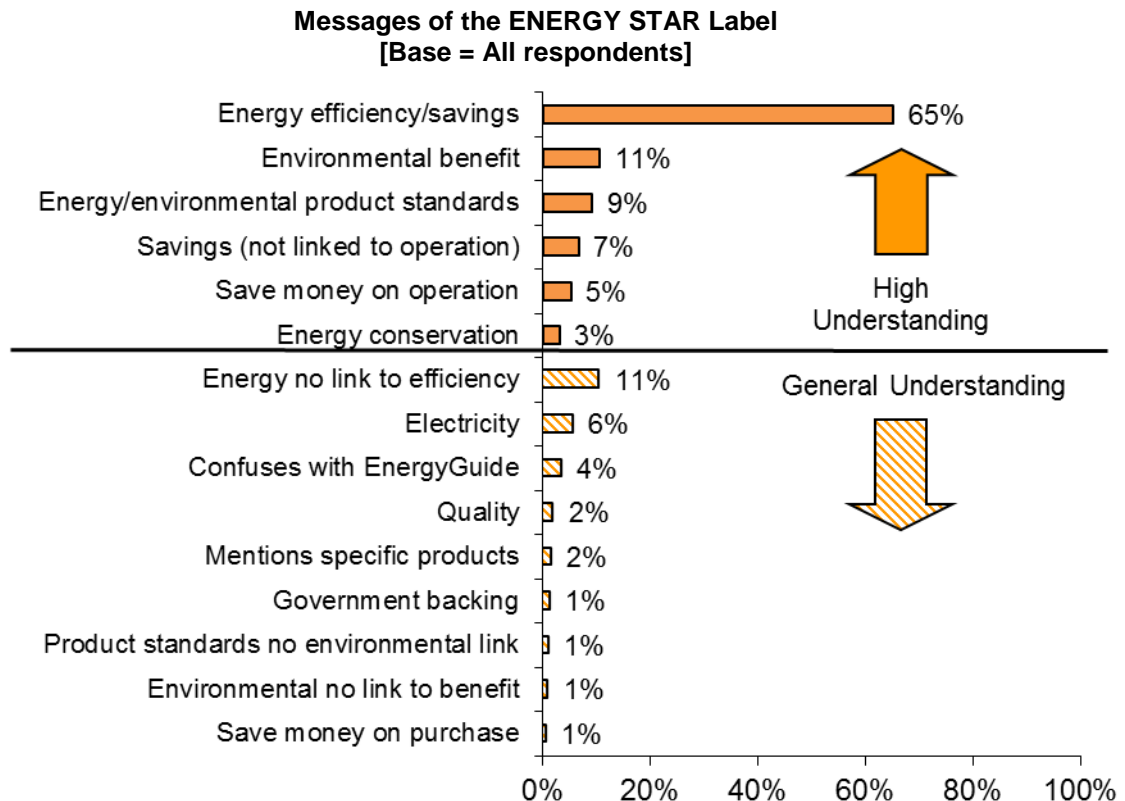 Messages of the ENERGY STAR Label
[Base = All respondents]
Energy efficiency/savings 65%
Environmental benefit 11%
Energy/environmental product standards 9%
Savings (not linked to operation) 7%
Save money on operation 5%
High
Understanding
Energy conservation 3%
Energy no link to efficiency 11%
General Understanding
Electricity 6%
Confuses with EnergyGuide 4%
Quality 2%
Mentions specific products 2%
Government backing 1%
Product standards no environmental link 1%
Environmental no link to benefit 1%
Save money on purchase 1%
0% 20% 40% 60% 80% 100%